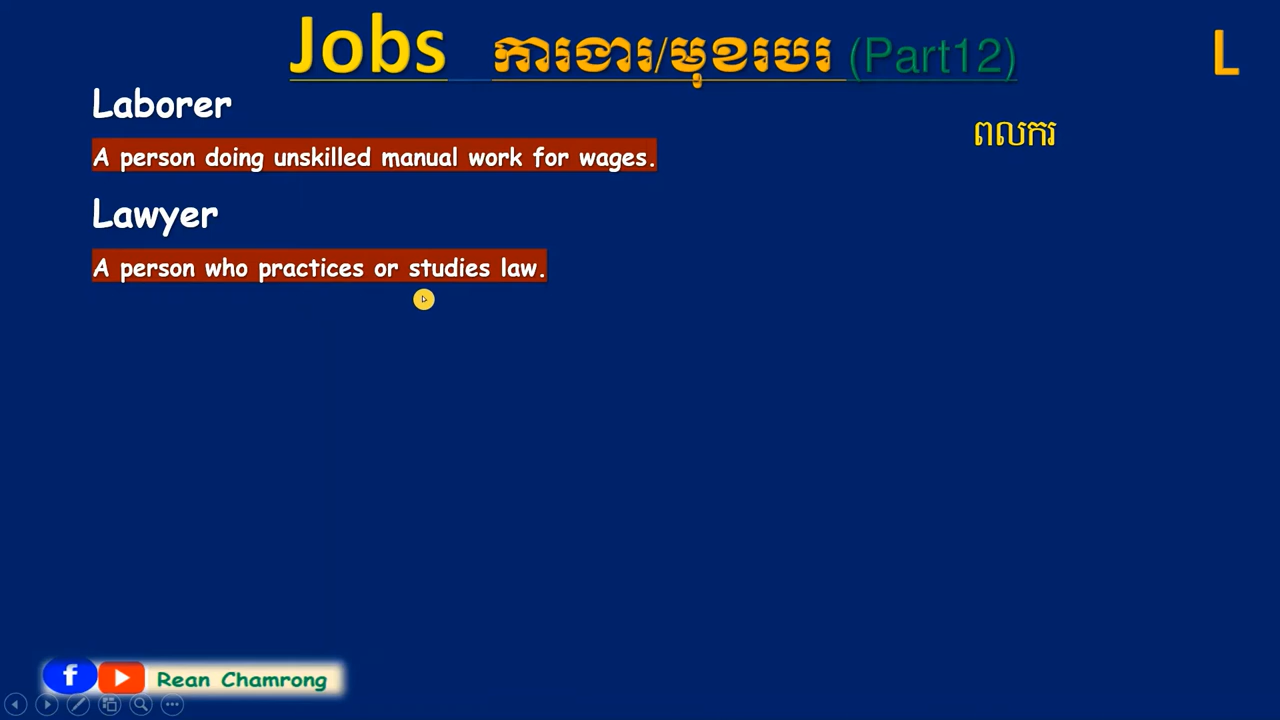 Jobs ការងារ/មុខរបរ (Part12) L
Laborer
ពលករ
A person doing unskilled manual work for wages.
Lawyer
A person who practices or studies law.
f Rean Chamrong